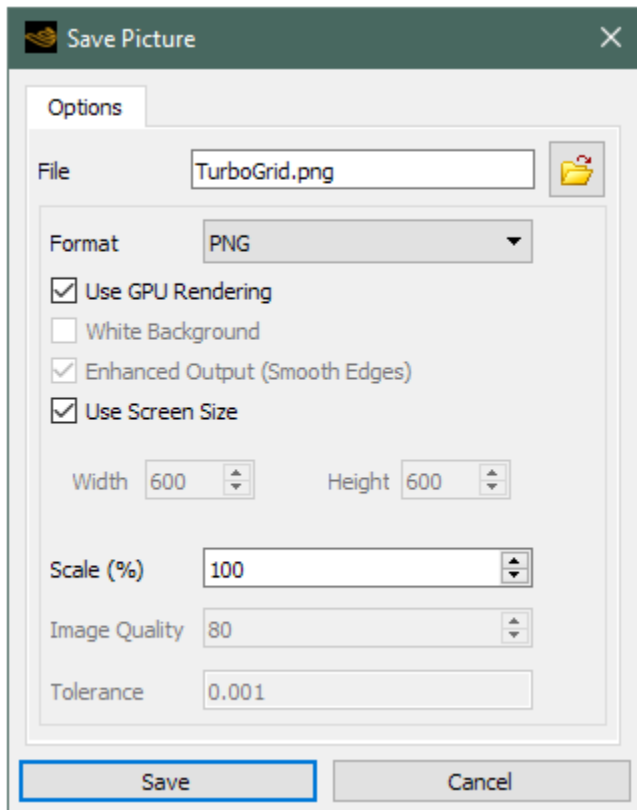 Save Picture
Options
File TurboGrid.png
Format PNG
Use GPU Rendering
White Background
Enhanced Output (Smooth Edges)
Use Screen Size
Width 600 Height 600
Scale (%) 100
Image Quality 80
Tolerance 0.001
Save Cancel